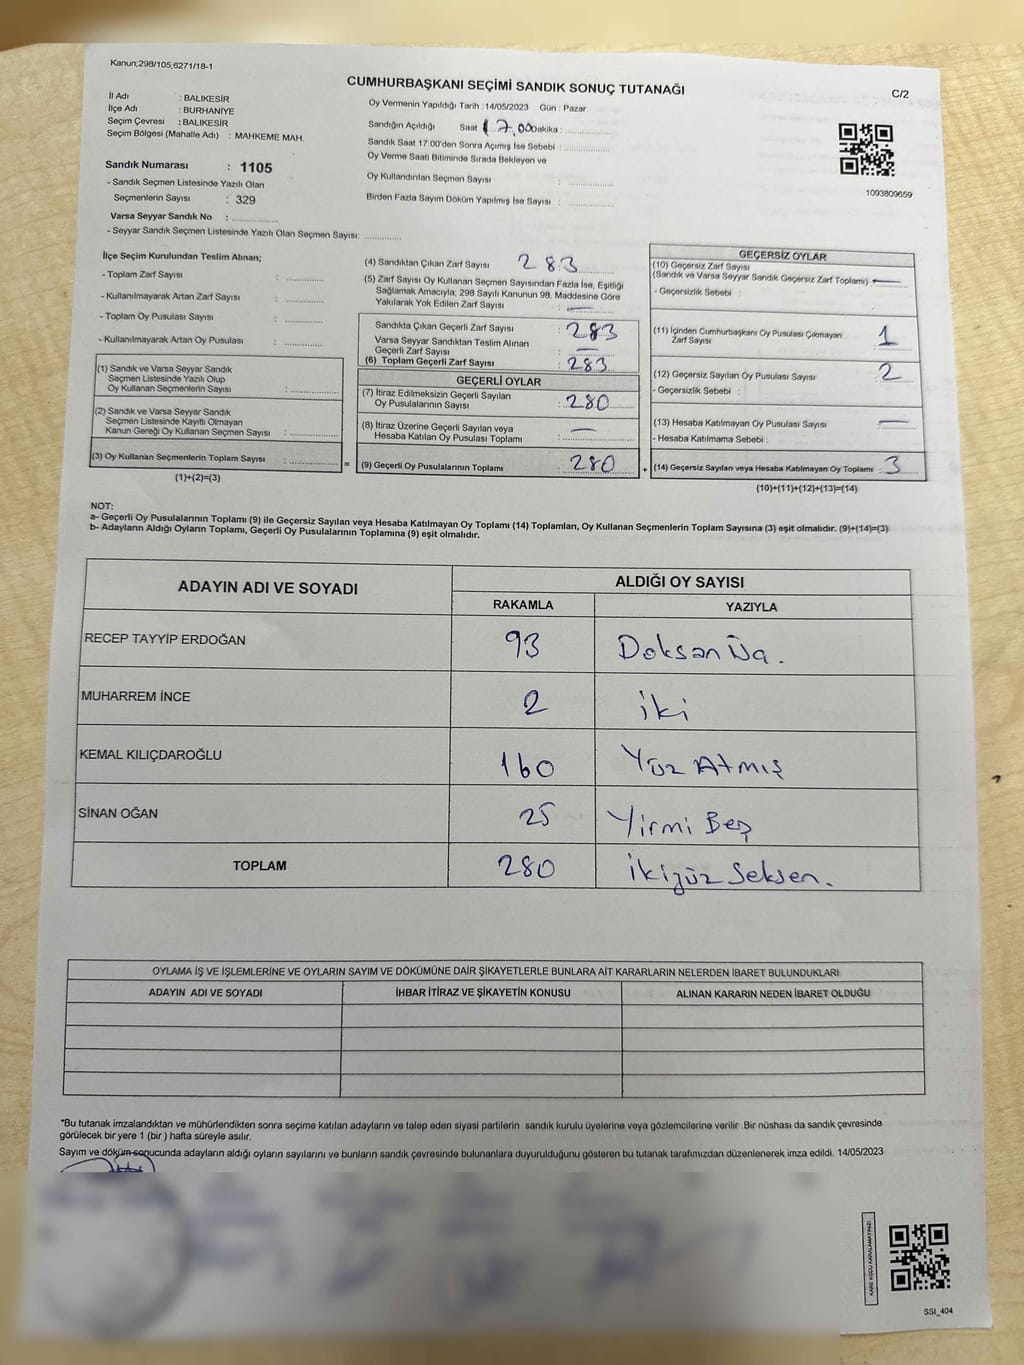 Kanun;298/105;6271/18-1
CUMHURBAŞKANI SEÇİMİ SANDIK SONUÇ TUTANAĞI
C/2
İl Adı : BALIKESİR
İlçe Adı : BURHANİYE
Seçim Çevresi : BALIKESİR
Seçim Bölgesi (Mahalle Adı) : MAHKEME MAH.
Sandık Numarası : 1105
- Sandık Seçmen Listesinde Yazılı Olan
Seçmenlerin Sayısı : 329
Varsa Seyyar Sandık No : ..............
- Seyyar Sandık Seçmen Listesinde Yazılı Olan Seçmen Sayısı: ..............
Oy Vermenin Yapıldığı Tarih : 14/05/2023 Gün : Pazar
Sandığın Açıldığı Saat 17,00 Dakika : ..............
Sandık Saat 17:00'den Sonra Açımış İse Sebebi : ..............
Oy Verme Saati Bitiminde Sırada Bekleyen ve
Oy Kullandırılan Seçmen Sayısı : ..............
Birden Fazla Sayım Döküm Yapılmış İse Sayısı : ..............
1093809659
İlçe Seçim Kurulundan Teslim Alınan;
- Toplam Zarf Sayısı : ..............
- Kullanılmayarak Artan Zarf Sayısı : ..............
- Toplam Oy Pusulası Sayısı : ..............
- Kullanılmayarak Artan Oy Pusulası : ..............
(1) Sandık ve Varsa Seyyar Sandık
Seçmen Listesinde Yazılı Olup
Oy Kullanan Seçmenlerin Sayısı : ..............
(2) Sandık ve Varsa Seyyar Sandık
Seçmen Listesinde Kayıtlı Olmayan
Kanun Gereği Oy Kullanan Seçmen Sayısı : ..............
(3) Oy Kullanan Seçmenlerin Toplam Sayısı : ..............
(1)+(2)=(3)
(4) Sandıktan Çıkan Zarf Sayısı : 283
(5) Zarf Sayısı Oy Kullanan Seçmen Sayısından Fazla İse, Eşitliği
Sağlamak Amacıyla, 298 Sayılı Kanunun 98. Maddesine Göre
Yakılarak Yok Edilen Zarf Sayısı : —
Sandıkta Çıkan Geçerli Zarf Sayısı : 283
Varsa Seyyar Sandıktan Teslim Alınan
Geçerli Zarf Sayısı : —
(6) Toplam Geçerli Zarf Sayısı : 283
GEÇERLİ OYLAR
(7) İtiraz Edilmeksizin Geçerli Sayılan
Oy Pusulalarının Sayısı : 280
(8) İtiraz Üzerine Geçerli Sayılan veya
Hesaba Katılan Oy Pusulası Toplamı : —
= (9) Geçerli Oy Pusulalarının Toplamı : 280
GEÇERSİZ OYLAR
(10) Geçersiz Zarf Sayısı
(Sandık ve Varsa Seyyar Sandık Geçersiz Zarf Toplamı) : —
- Geçersizlik Sebebi :
(11) İçinden Cumhurbaşkanı Oy Pusulası Çıkmayan
Zarf Sayısı : 1
(12) Geçersiz Sayılan Oy Pusulası Sayısı : 2
- Geçersizlik Sebebi :
(13) Hesaba Katılmayan Oy Pusulası Sayısı : —
- Hesaba Katılmama Sebebi :
+ (14) Geçersiz Sayılan veya Hesaba Katılmayan Oy Toplamı : 3
(10)+(11)+(12)+(13)=(14)
NOT:
a- Geçerli Oy Pusulalarının Toplamı (9) ile Geçersiz Sayılan veya Hesaba Katılmayan Oy Toplamı (14) Toplamları, Oy Kullanan Seçmenlerin Toplam Sayısına (3) eşit olmalıdır. (9)+(14)=(3)
b- Adayların Aldığı Oyların Toplamı, Geçerli Oy Pusulalarının Toplamına (9) eşit olmalıdır.
ADAYIN ADI VE SOYADI
ALDIĞI OY SAYISI
RAKAMLA YAZIYLA
RECEP TAYYİP ERDOĞAN 93 Doksan Üç.
MUHARREM İNCE 2 iki
KEMAL KILIÇDAROĞLU 160 Yüz Atmış
SİNAN OĞAN 25 Yirmi Beş
TOPLAM 280 ikiyüz Seksen.
OYLAMA İŞ VE İŞLEMLERİNE VE OYLARIN SAYIM VE DÖKÜMÜNE DAİR ŞİKAYETLERLE BUNLARA AİT KARARLARIN NELERDEN İBARET BULUNDUKLARI
ADAYIN ADI VE SOYADI İHBAR İTİRAZ VE ŞİKAYETİN KONUSU ALINAN KARARIN NEDEN İBARET OLDUĞU
*Bu tutanak imzalandıktan ve mühürlendikten sonra seçime katılan adayların ve talep eden siyasi partilerin sandık kurulu üyelerine veya gözlemcilerine verilir. Bir nüshası da sandık çevresinde
görülecek bir yere 1 (bir ) hafta süreyle asılır.
Sayım ve döküm sonucunda adayların aldığı oyların sayılarını ve bunların sandık çevresinde bulunanlara duyurulduğunu gösteren bu tutanak tarafımızdan düzenlenerek imza edildi. 14/05/2023
KARE KODU KARALAMAYINIZ!
SSI_404